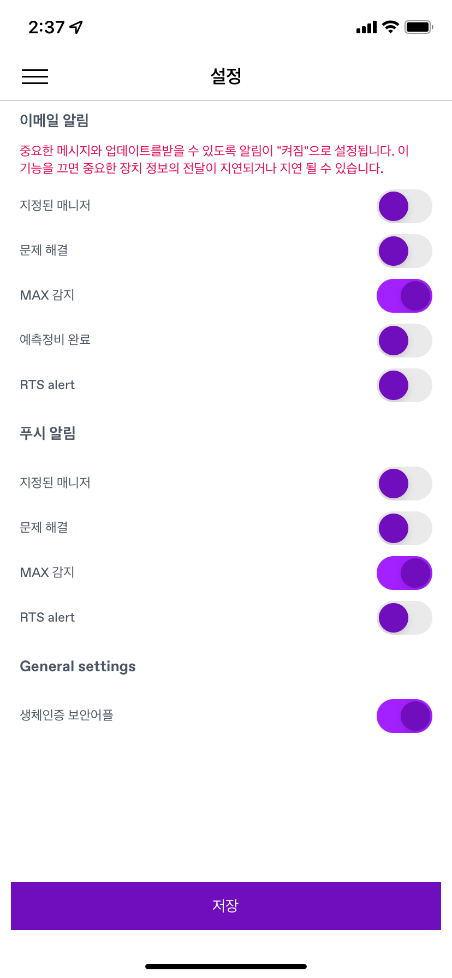 2:37
설정
이메일 알림
중요한 메시지와 업데이트를받을 수 있도록 알림이 "켜짐"으로 설정됩니다. 이
기능을 끄면 중요한 장치 정보의 전달이 지연되거나 지연 될 수 있습니다.
지정된 매니저
문제 해결
MAX 감지
예측정비 완료
RTS alert
푸시 알림
지정된 매니저
문제 해결
MAX 감지
RTS alert
General settings
생체인증 보안어플
저장